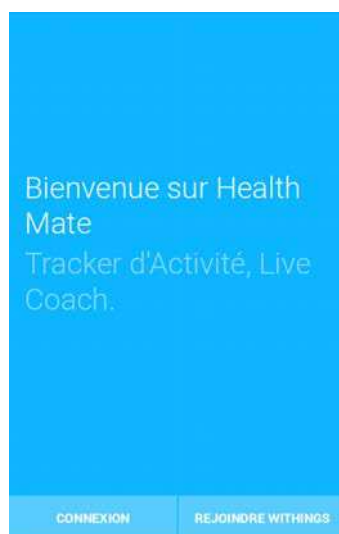 Bienvenue sur Health
Mate
Tracker d'Activité, Live
Coach.
CONNEXION
REJOINDRE WITHINGS